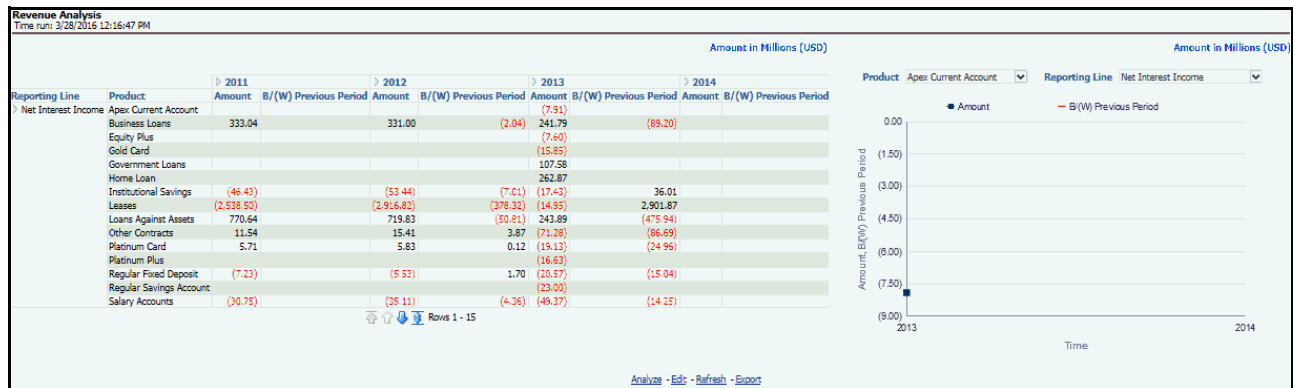 Revenue Analysis
Time run: 3/28/2016 12:16:47 PM
Amount in Millions (USD)
2011 2012 2013 2014
Reporting Line Product Amount B/(W) Previous Period Amount B/(W) Previous Period Amount B/(W) Previous Period Amount B/(W) Previous Period
Net Interest Income Apex Current Account (7.91)
Business Loans 333.04 331.00 (2.04) 241.79 (89.20)
Equity Plus (7.60)
Gold Card (15.85)
Government Loans 107.58
Home Loan 262.87
Institutional Savings (46.43) (53.44) (7.01) (17.43) 36.01
Leases (2,538.50) (2,916.82) (378.32) (14.95) 2,901.87
Loans Against Assets 770.64 719.83 (50.81) 243.89 (475.94)
Other Contracts 11.54 15.41 3.87 (71.28) (86.69)
Platinum Card 5.71 5.83 0.12 (19.13) (24.96)
Platinum Plus (16.63)
Regular Fixed Deposit (7.23) (5.53) 1.70 (20.57) (15.04)
Regular Savings Account (23.00)
Salary Accounts (30.75) (35.11) (4.36) (49.37) (14.25)
Rows 1 - 15
Amount in Millions (USD)
Product Apex Current Account Reporting Line Net Interest Income
Amount B/(W) Previous Period
0.00
(1.50)
(3.00)
(4.50)
(6.00)
(7.50)
(9.00)
Amount, B/(W) Previous Period
2013 2014
Time
Analyze - Edit - Refresh - Export